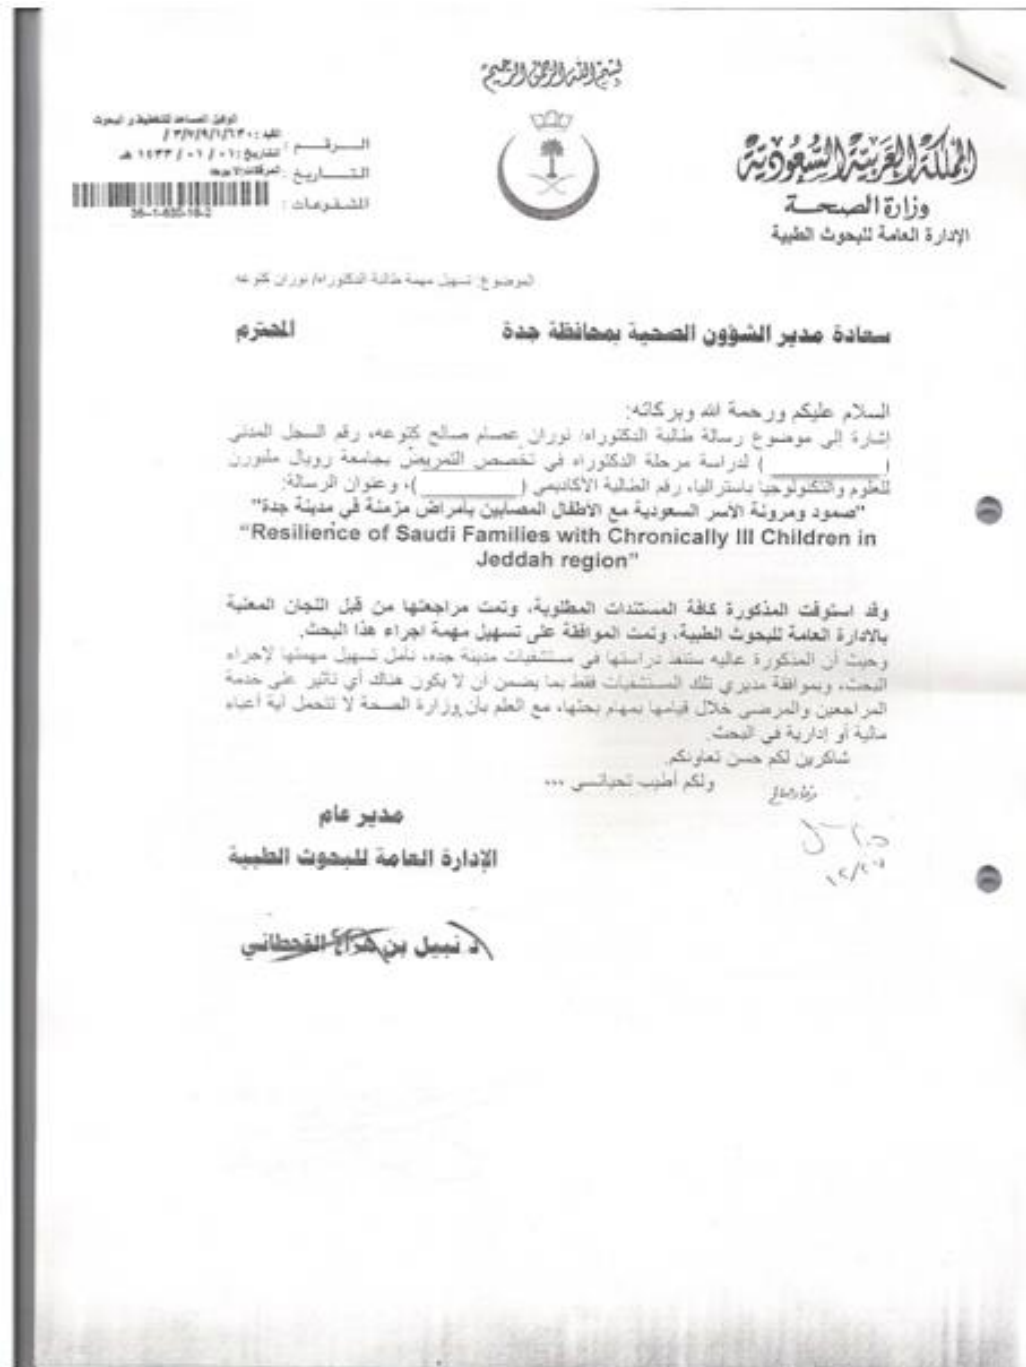 بسم الله الرحمن الرحيم
المملكة العربية السعودية
وزارة الصحة
الإدارة العامة للبحوث الطبية
الوكيل المساعد للتخطيط و البحوث
الرقم :
التاريخ :
المشفوعات :
الموضوع: تسهيل مهمة طالبة الدكتوراه/ نوران كتوعه
سعادة مدير الشؤون الصحية بمحافظة جدة المحترم
السلام عليكم ورحمة الله وبركاته:
إشارة إلى موضوع رسالة طالبة الدكتوراه/ نوران عصام صالح كتوعه، رقم السجل المدني
( ) لدراسة مرحلة الدكتوراه في تخصص التمريض بجامعة رويال ملبورن
للعلوم والتكنولوجيا باستراليا، رقم الطالبة الأكاديمي ( )، وعنوان الرسالة:
"صمود ومرونة الأسر السعودية مع الاطفال المصابين بأمراض مزمنة في مدينة جدة"
"Resilience of Saudi Families with Chronically Ill Children in
Jeddah region"
وقد استوفت المذكورة كافة المستندات المطلوبة، وتمت مراجعتها من قبل اللجان المعنية
بالادارة العامة للبحوث الطبية، وتمت الموافقة على تسهيل مهمة اجراء هذا البحث.
وحيث أن المذكورة عاليه ستنفذ دراستها في مستشفيات مدينة جده، نأمل تسهيل مهمتها لإجراء
البحث، وبموافقة مديري تلك المستشفيات فقط بما يضمن أن لا يكون هناك أي تأثير على خدمة
المراجعين والمرضى خلال قيامها بمهام بحثها، مع العلم بأن وزارة الصحة لا تتحمل أية أعباء
مالية أو إدارية في البحث.
شاكرين لكم حسن تعاونكم.
ولكم أطيب تحياتي ...
مدير عام
الإدارة العامة للبحوث الطبية
د نبيل بن هزاع القحطاني